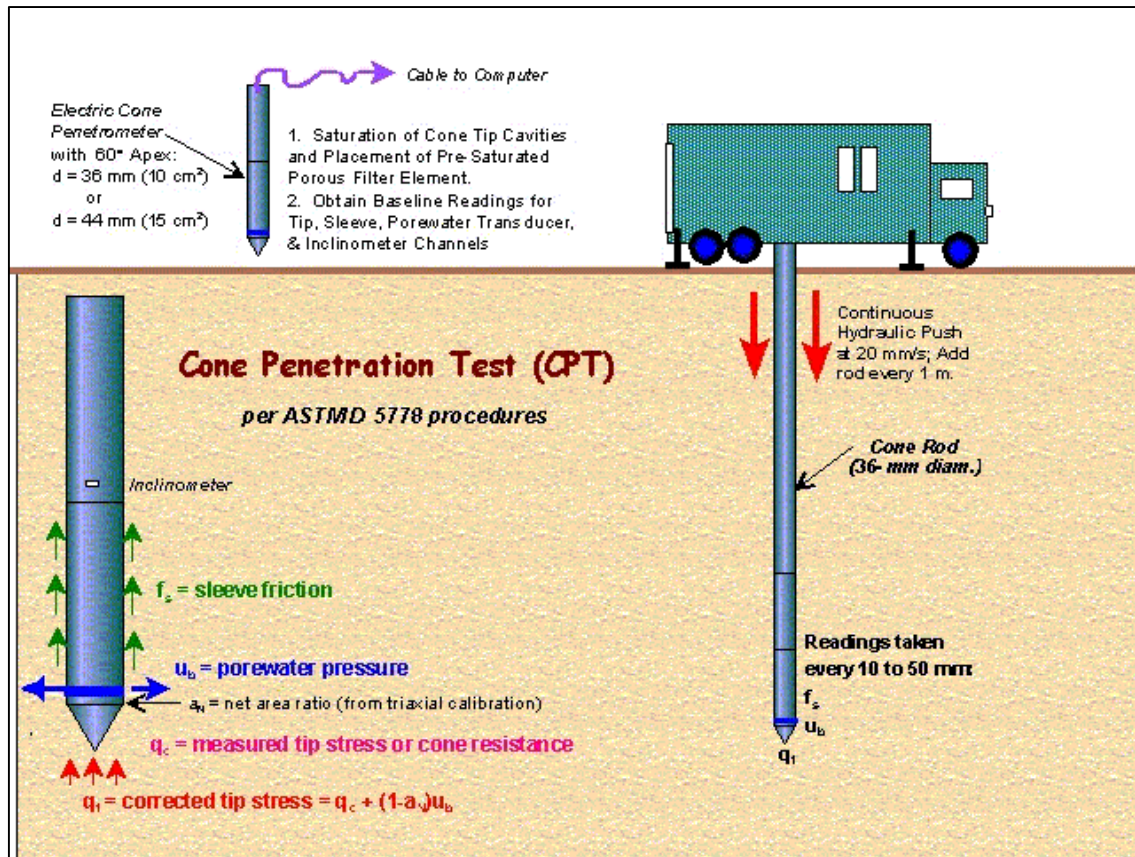 Cable to Computer
Electric Cone
Penetrometer
with 60° Apex:
d = 36 mm (10 cm²)
or
d = 44 mm (15 cm²)
1. Saturation of Cone Tip Cavities
and Placement of Pre-Saturated
Porous Filter Element.
2. Obtain Baseline Readings for
Tip, Sleeve, Porewater Transducer,
& Inclinometer Channels
Continuous
Hydraulic Push
at 20 mm/s; Add
rod every 1 m.
Cone Penetration Test (CPT)
per ASTMD 5778 procedures
Cone Rod
(36- mm diam.)
Inclinometer
fs = sleeve friction
ub = porewater pressure
aN = net area ratio (from triaxial calibration)
qc = measured tip stress or cone resistance
qt = corrected tip stress = qc + (1-aN)ub
Readings taken
every 10 to 50 mm:
fs
ub
qt